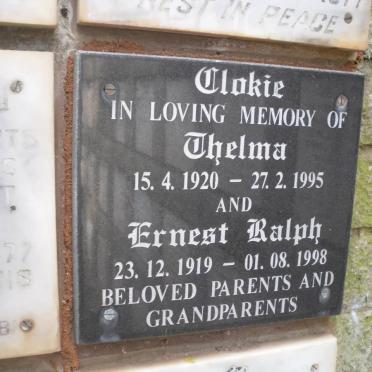 REST IN PEACE
Clokie
IN LOVING MEMORY OF
Thelma
15. 4. 1920 – 27. 2. 1995
AND
Ernest Ralph
23. 12. 1919 – 01. 08. 1998
BELOVED PARENTS AND
GRANDPARENTS